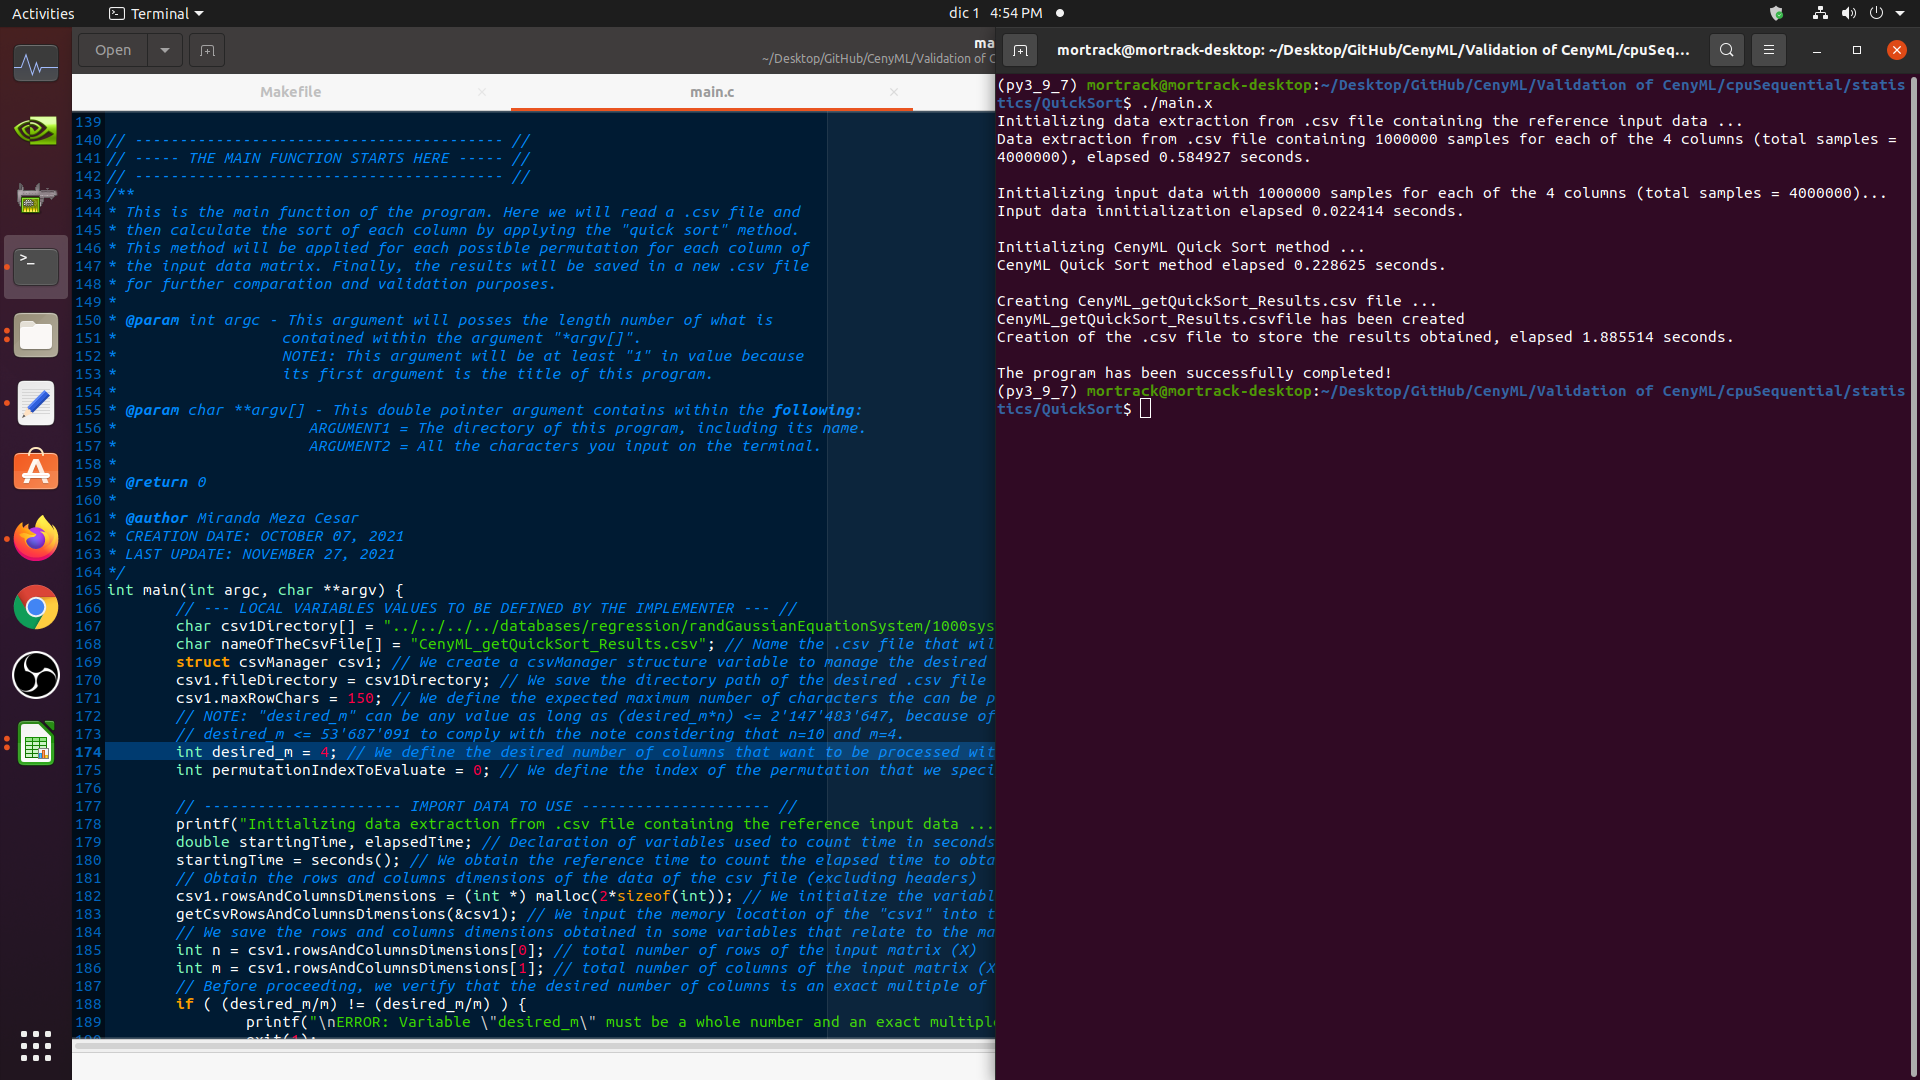 Activities
Terminal
dic 1 4:54 PM
Open
~/Desktop/GitHub/CenyML/Validation of C
Makefile
main.c
139
140 // ----------------------------------------- //
141 // ----- THE MAIN FUNCTION STARTS HERE ----- //
142 // ----------------------------------------- //
143 /**
144 * This is the main function of the program. Here we will read a .csv file and
145 * then calculate the sort of each column by applying the "quick sort" method.
146 * This method will be applied for each possible permutation for each column of
147 * the input data matrix. Finally, the results will be saved in a new .csv file
148 * for further comparation and validation purposes.
149 *
150 * @param int argc - This argument will posses the length number of what is
151 * contained within the argument "*argv[]".
152 * NOTE1: This argument will be at least "1" in value because
153 * its first argument is the title of this program.
154 *
155 * @param char **argv[] - This double pointer argument contains within the following:
156 * ARGUMENT1 = The directory of this program, including its name.
157 * ARGUMENT2 = All the characters you input on the terminal.
158 *
159 * @return 0
160 *
161 * @author Miranda Meza Cesar
162 * CREATION DATE: OCTOBER 07, 2021
163 * LAST UPDATE: NOVEMBER 27, 2021
164 */
165 int main(int argc, char **argv) {
166 // --- LOCAL VARIABLES VALUES TO BE DEFINED BY THE IMPLEMENTER --- //
167 char csv1Directory[] = "../../../../databases/regression/randGaussianEquationSystem/1000sys
168 char nameOfTheCsvFile[] = "CenyML_getQuickSort_Results.csv"; // Name the .csv file that wil
169 struct csvManager csv1; // We create a csvManager structure variable to manage the desired
170 csv1.fileDirectory = csv1Directory; // We save the directory path of the desired .csv file
171 csv1.maxRowChars = 150; // We define the expected maximum number of characters the can be p
172 // NOTE: "desired_m" can be any value as long as (desired_m*n) <= 2'147'483'647, because of
173 // desired_m <= 53'687'091 to comply with the note considering that n=10 and m=4.
174 int desired_m = 4; // We define the desired number of columns that want to be processed wit
175 int permutationIndexToEvaluate = 0; // We define the index of the permutation that we speci
176
177 // ---------------------- IMPORT DATA TO USE --------------------- //
178 printf("Initializing data extraction from .csv file containing the reference input data ...
179 double startingTime, elapsedTime; // Declaration of variables used to count time in seconds
180 startingTime = seconds(); // We obtain the reference time to count the elapsed time to obta
181 // Obtain the rows and columns dimensions of the data of the csv file (excluding headers)
182 csv1.rowsAndColumnsDimensions = (int *) malloc(2*sizeof(int)); // We initialize the variabl
183 getCsvRowsAndColumnsDimensions(&csv1); // We input the memory location of the "csv1" into t
184 // We save the rows and columns dimensions obtained in some variables that relate to the ma
185 int n = csv1.rowsAndColumnsDimensions[0]; // total number of rows of the input matrix (X)
186 int m = csv1.rowsAndColumnsDimensions[1]; // total number of columns of the input matrix (X
187 // Before proceeding, we verify that the desired number of columns is an exact multiple of
188 if ( (desired_m/m) != (desired_m/m) ) {
189 printf("\nERROR: Variable \"desired_m\" must be a whole number and an exact multipl
mortrack@mortrack-desktop: ~/Desktop/GitHub/CenyML/Validation of CenyML/cpuSeq...
(py3_9_7) mortrack@mortrack-desktop:~/Desktop/GitHub/CenyML/Validation of CenyML/cpuSequential/statis
tics/QuickSort$ ./main.x
Initializing data extraction from .csv file containing the reference input data ...
Data extraction from .csv file containing 1000000 samples for each of the 4 columns (total samples =
4000000), elapsed 0.584927 seconds.
Initializing input data with 1000000 samples for each of the 4 columns (total samples = 4000000)...
Input data innitialization elapsed 0.022414 seconds.
Initializing CenyML Quick Sort method ...
CenyML Quick Sort method elapsed 0.228625 seconds.
Creating CenyML_getQuickSort_Results.csv file ...
CenyML_getQuickSort_Results.csvfile has been created
Creation of the .csv file to store the results obtained, elapsed 1.885514 seconds.
The program has been successfully completed!
(py3_9_7) mortrack@mortrack-desktop:~/Desktop/GitHub/CenyML/Validation of CenyML/cpuSequential/statis
tics/QuickSort$